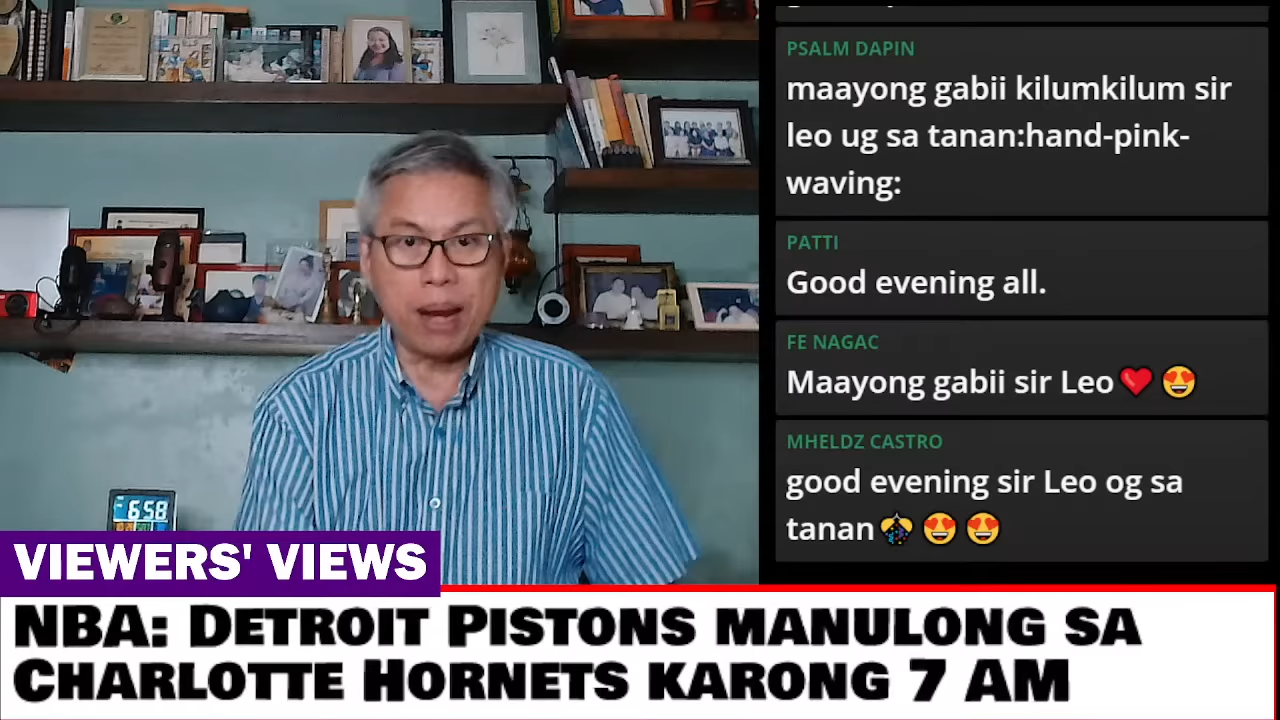 PSALM DAPIN
maayong gabii kilumkilum sir
leo ug sa tanan:hand-pink-
waving:
PATTI
Good evening all.
FE NAGAC
Maayong gabii sir Leo❤️😍
MHELDZ CASTRO
good evening sir Leo og sa
tanan🎊😍😍
6:58
VIEWERS' VIEWS
NBA: DETROIT PISTONS MANULONG SA
CHARLOTTE HORNETS KARONG 7 AM